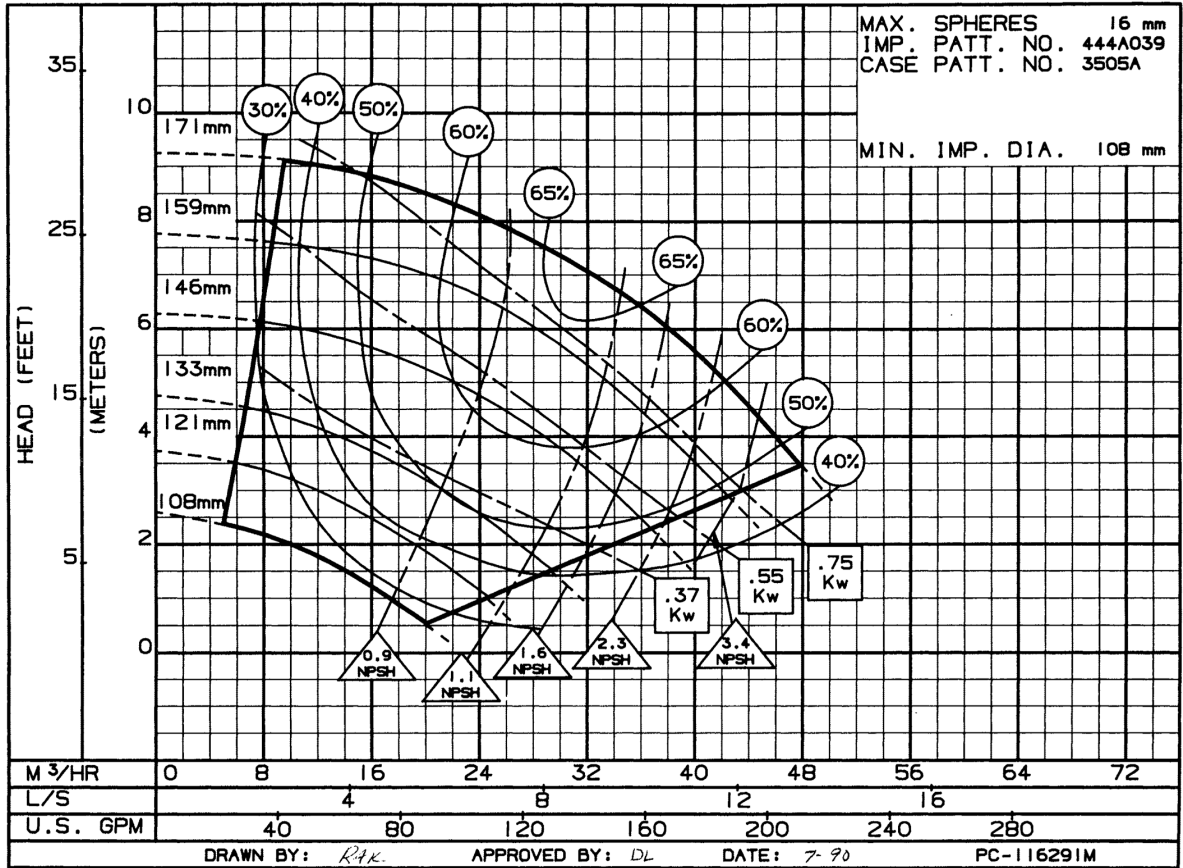 MAX. SPHERES 16 mm
IMP. PATT. NO. 444A039
CASE PATT. NO. 3505A
MIN. IMP. DIA. 108 mm
HEAD (FEET)
(METERS)
35
25
15
5
10
8
6
4
2
0
171mm
159mm
146mm
133mm
121mm
108mm
30%
40%
50%
60%
65%
65%
60%
50%
40%
.37 Kw
.55 Kw
.75 Kw
0.9 NPSH
1.1 NPSH
1.6 NPSH
2.3 NPSH
3.4 NPSH
M³/HR 0 8 16 24 32 40 48 56 64 72
L/S 4 8 12 16
U.S. GPM 40 80 120 160 200 240 280
DRAWN BY: RAK APPROVED BY: DL DATE: 7-90 PC-116291M